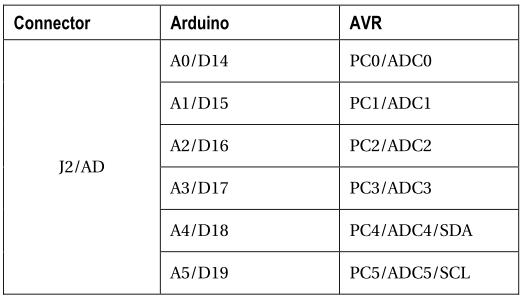 Connector Arduino AVR
J2/AD
A0/D14 PC0/ADC0
A1/D15 PC1/ADC1
A2/D16 PC2/ADC2
A3/D17 PC3/ADC3
A4/D18 PC4/ADC4/SDA
A5/D19 PC5/ADC5/SCL